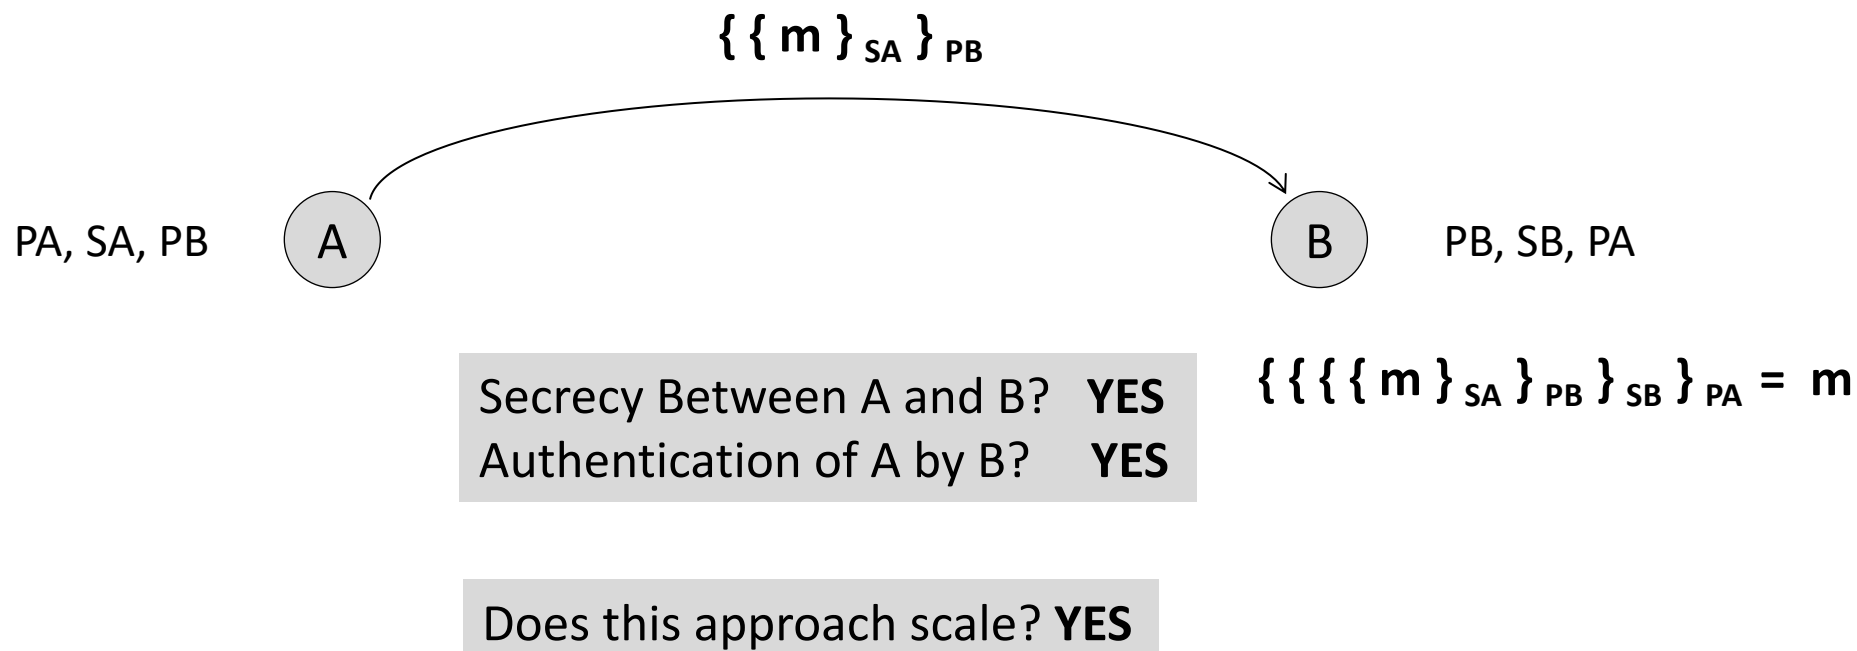 { { m } SA } PB
PA, SA, PB
A
B
PB, SB, PA
Secrecy Between A and B? YES
Authentication of A by B? YES
{ { { { m } SA } PB } SB } PA = m
Does this approach scale? YES